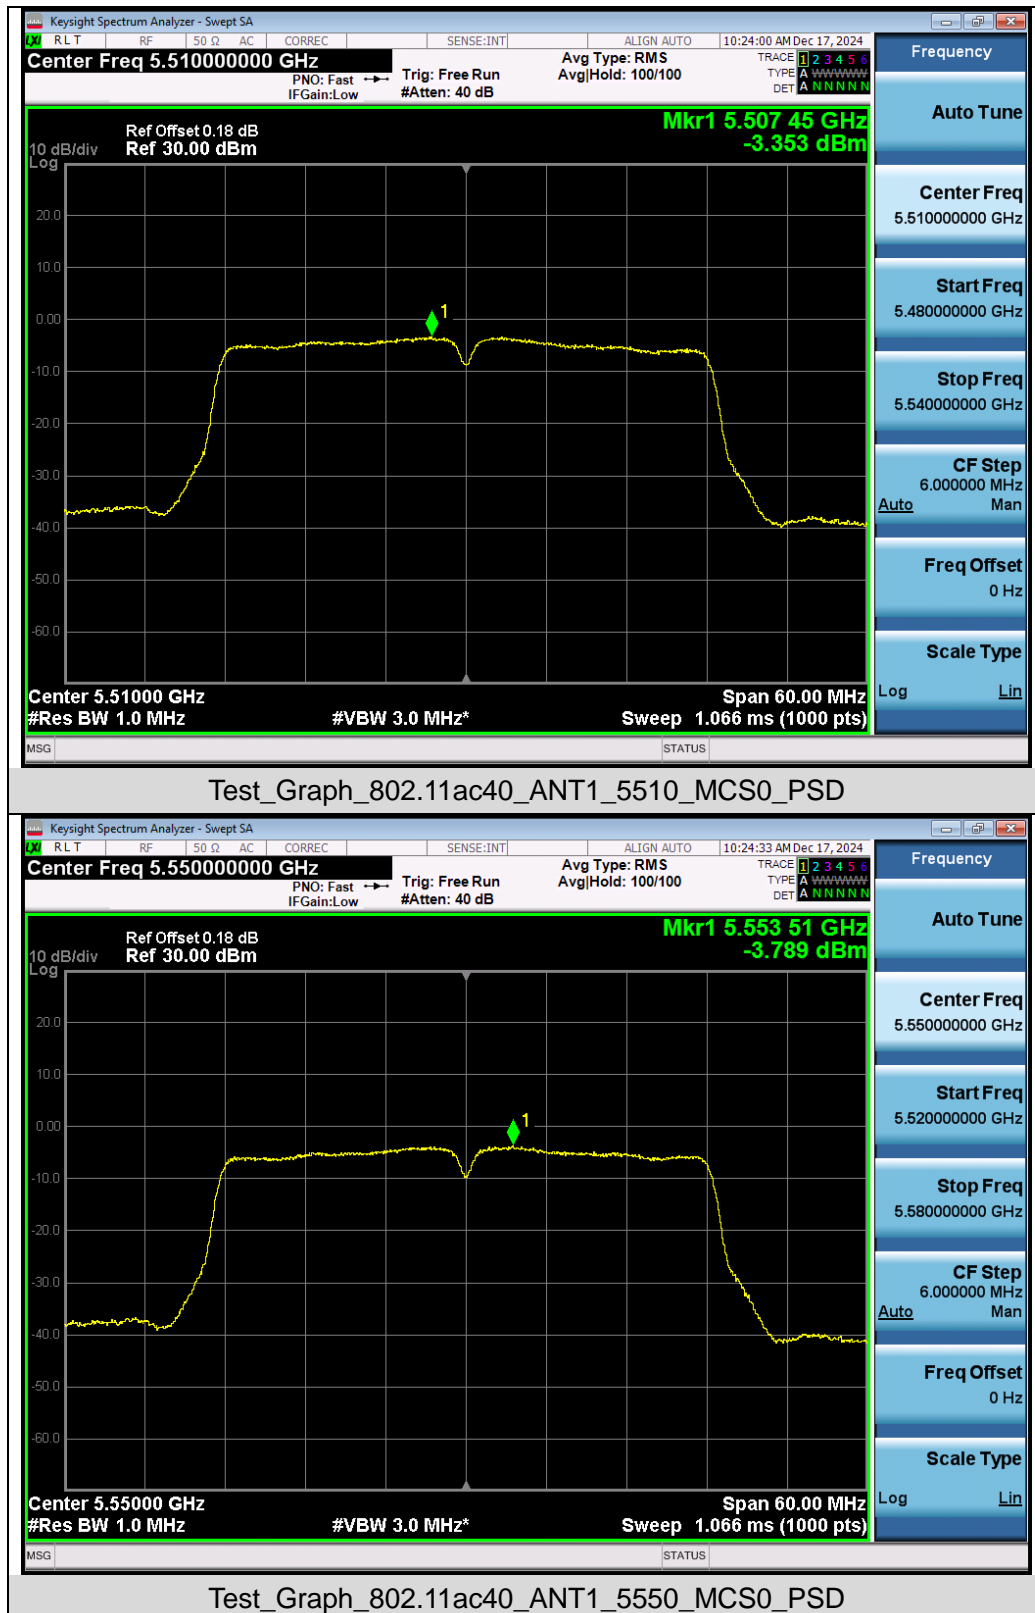 Keysight Spectrum Analyzer - Swept SA
LXI RLT RF 50 Ω AC CORREC SENSE:INT ALIGN AUTO 10:24:00 AM Dec 17, 2024
Center Freq 5.510000000 GHz
PNO: Fast
IFGain:Low
Trig: Free Run
#Atten: 40 dB
Avg Type: RMS
Avg|Hold: 100/100
TRACE 1 2 3 4 5 6
TYPE A WWWWW
DET A N N N N N
Mkr1 5.507 45 GHz
-3.353 dBm
Ref Offset 0.18 dB
10 dB/div Ref 30.00 dBm
Log
20.0
10.0
0.00
-10.0
-20.0
-30.0
-40.0
-50.0
-60.0
1
Center 5.51000 GHz Span 60.00 MHz
#Res BW 1.0 MHz #VBW 3.0 MHz* Sweep 1.066 ms (1000 pts)
MSG STATUS
Frequency
Auto Tune
Center Freq
5.510000000 GHz
Start Freq
5.480000000 GHz
Stop Freq
5.540000000 GHz
CF Step
6.000000 MHz
Auto Man
Freq Offset
0 Hz
Scale Type
Log Lin
Test_Graph_802.11ac40_ANT1_5510_MCS0_PSD
Keysight Spectrum Analyzer - Swept SA
LXI RLT RF 50 Ω AC CORREC SENSE:INT ALIGN AUTO 10:24:33 AM Dec 17, 2024
Center Freq 5.550000000 GHz
PNO: Fast
IFGain:Low
Trig: Free Run
#Atten: 40 dB
Avg Type: RMS
Avg|Hold: 100/100
TRACE 1 2 3 4 5 6
TYPE A WWWWW
DET A N N N N N
Mkr1 5.553 51 GHz
-3.789 dBm
Ref Offset 0.18 dB
10 dB/div Ref 30.00 dBm
Log
20.0
10.0
0.00
-10.0
-20.0
-30.0
-40.0
-50.0
-60.0
1
Center 5.55000 GHz Span 60.00 MHz
#Res BW 1.0 MHz #VBW 3.0 MHz* Sweep 1.066 ms (1000 pts)
MSG STATUS
Frequency
Auto Tune
Center Freq
5.550000000 GHz
Start Freq
5.520000000 GHz
Stop Freq
5.580000000 GHz
CF Step
6.000000 MHz
Auto Man
Freq Offset
0 Hz
Scale Type
Log Lin
Test_Graph_802.11ac40_ANT1_5550_MCS0_PSD